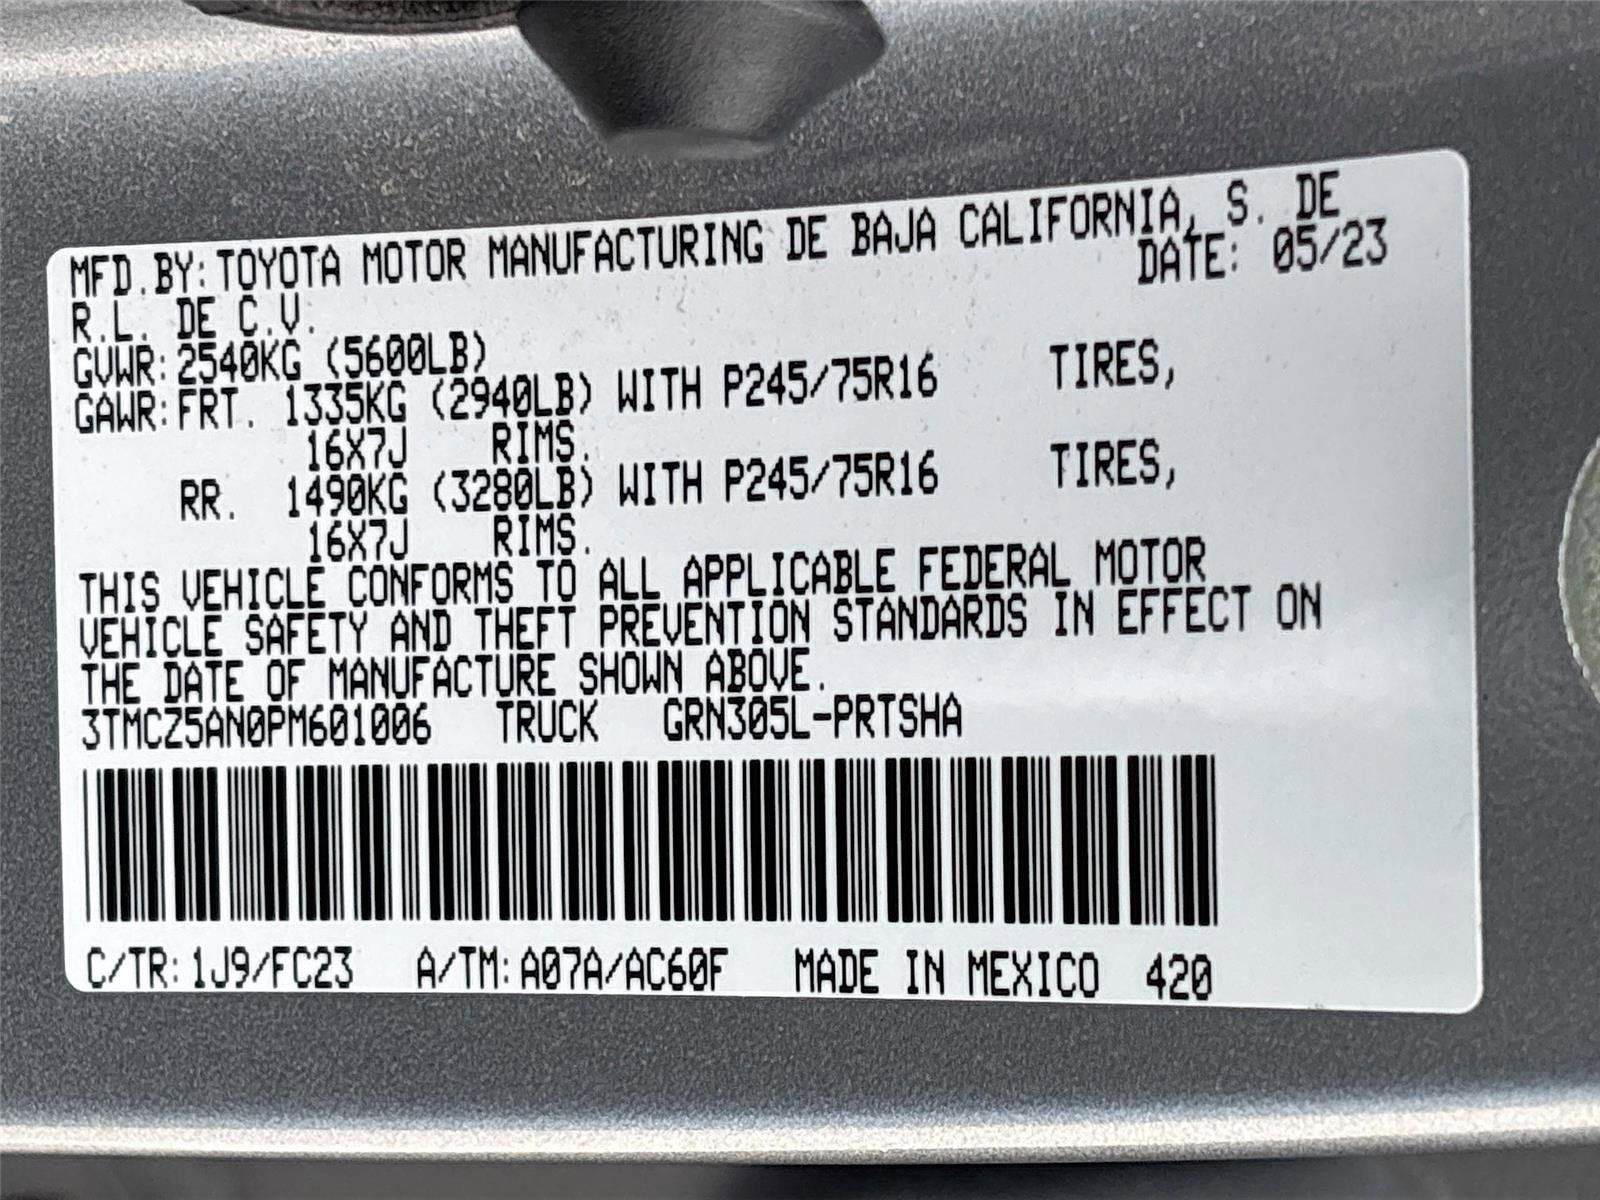 MFD.BY:TOYOTA MOTOR MANUFACTURING DE BAJA CALIFORNIA, S. DE
R.L. DE C.V. DATE: 05/23
GVWR:2540KG (5600LB)
GAWR:FRT. 1335KG (2940LB) WITH P245/75R16 TIRES,
16X7J RIMS.
RR. 1490KG (3280LB) WITH P245/75R16 TIRES,
16X7J RIMS.
THIS VEHICLE CONFORMS TO ALL APPLICABLE FEDERAL MOTOR
VEHICLE SAFETY AND THEFT PREVENTION STANDARDS IN EFFECT ON
THE DATE OF MANUFACTURE SHOWN ABOVE.
3TMCZ5AN0PM601006 TRUCK GRN305L-PRTSHA
C/TR:1J9/FC23 A/TM:A07A/AC60F MADE IN MEXICO 420